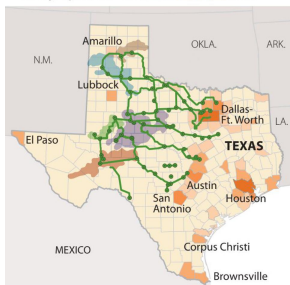 Amarillo
OKLA.
ARK.
N.M.
Lubbock
Dallas-
Ft. Worth
LA.
El Paso
TEXAS
Austin
San
Antonio
Houston
MEXICO
Corpus Christi
Brownsville